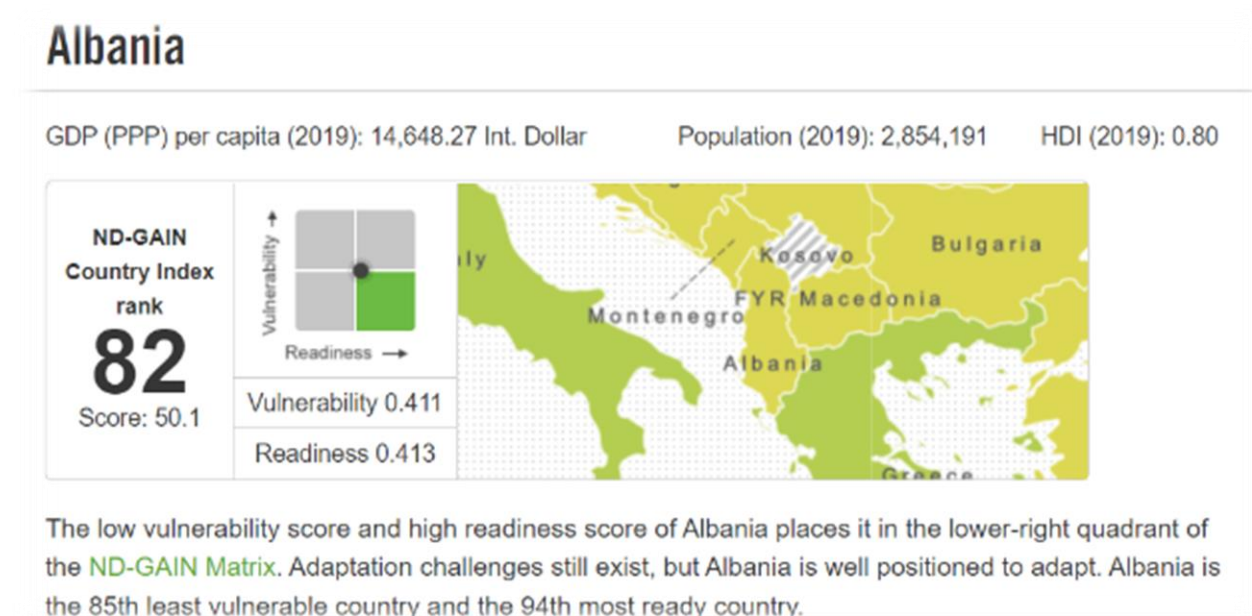 Albania
GDP (PPP) per capita (2019): 14,648.27 Int. Dollar
Population (2019): 2,854,191
HDI (2019): 0.80
ND-GAIN
Country Index
rank
82
Score: 50.1
Vulnerability
Readiness
Vulnerability 0.411
Readiness 0.413
ly
Bulgaria
Kosovo
FYR Macedonia
Montenegro
Albania
Greece
The low vulnerability score and high readiness score of Albania places it in the lower-right quadrant of
the ND-GAIN Matrix. Adaptation challenges still exist, but Albania is well positioned to adapt. Albania is
the 85th least vulnerable country and the 94th most ready country.